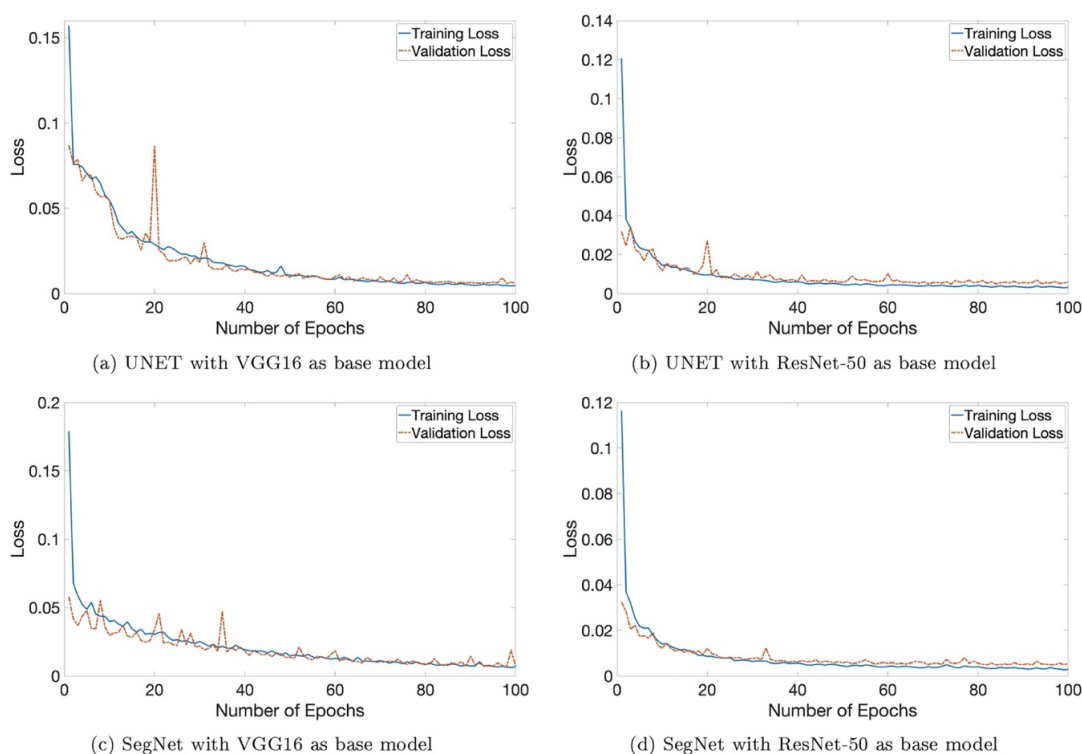 0.15
0.1
0.05
0
Loss
0 20 40 60 80 100
Number of Epochs
Training Loss
Validation Loss
(a) UNET with VGG16 as base model
0.14
0.12
0.1
0.08
0.06
0.04
0.02
0
Loss
0 20 40 60 80 100
Number of Epochs
Training Loss
Validation Loss
(b) UNET with ResNet-50 as base model
0.2
0.15
0.1
0.05
0
Loss
0 20 40 60 80 100
Number of Epochs
Training Loss
Validation Loss
(c) SegNet with VGG16 as base model
0.12
0.1
0.08
0.06
0.04
0.02
0
Loss
0 20 40 60 80 100
Number of Epochs
Training Loss
Validation Loss
(d) SegNet with ResNet-50 as base model